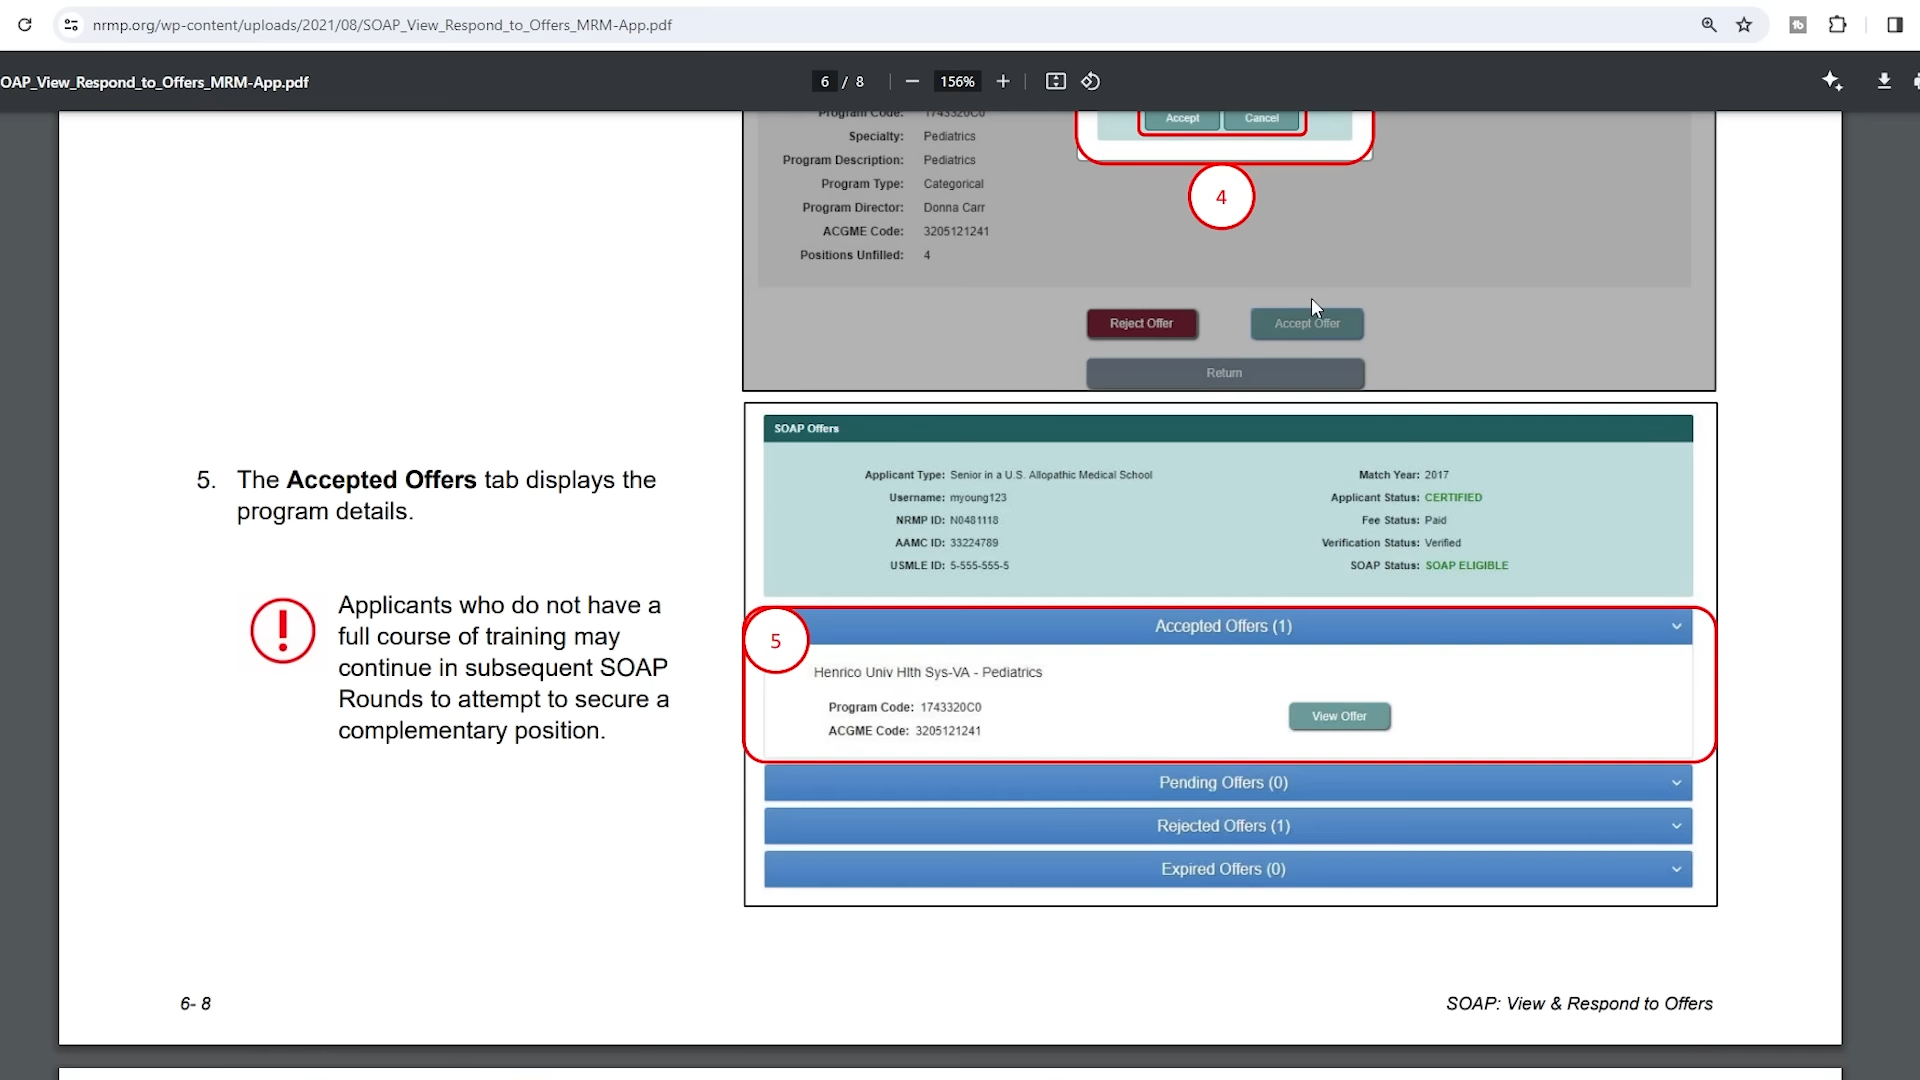 nrmp.org/wp-content/uploads/2021/08/SOAP_View_Respond_to_Offers_MRM-App.pdf
OAP_View_Respond_to_Offers_MRM-App.pdf
6 / 8
156%
Program Code: 1743320C0
Accept Cancel
Specialty: Pediatrics
Program Description: Pediatrics
Program Type: Categorical
Program Director: Donna Carr
ACGME Code: 3205121241
Positions Unfilled: 4
4
Reject Offer Accept Offer
Return
5. The Accepted Offers tab displays the
program details.
! Applicants who do not have a
full course of training may
continue in subsequent SOAP
Rounds to attempt to secure a
complementary position.
SOAP Offers
Applicant Type: Senior in a U.S. Allopathic Medical School
Username: myoung123
NRMP ID: N0481118
AAMC ID: 33224789
USMLE ID: 5-555-555-5
Match Year: 2017
Applicant Status: CERTIFIED
Fee Status: Paid
Verification Status: Verified
SOAP Status: SOAP ELIGIBLE
5
Accepted Offers (1)
Henrico Univ Hlth Sys-VA - Pediatrics
Program Code: 1743320C0
ACGME Code: 3205121241
View Offer
Pending Offers (0)
Rejected Offers (1)
Expired Offers (0)
6- 8
SOAP: View & Respond to Offers